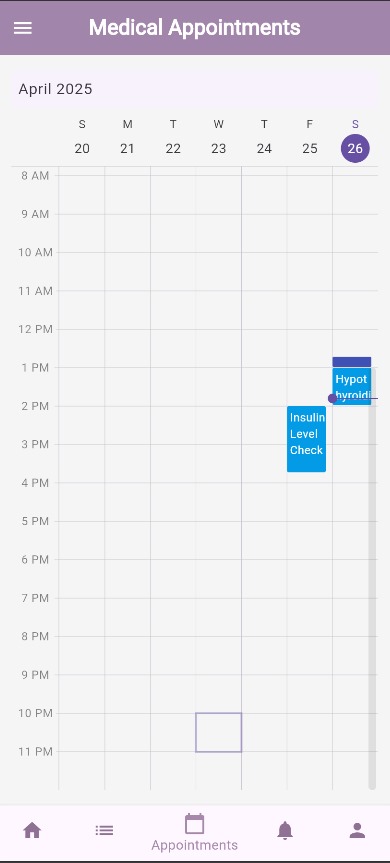 Medical Appointments
April 2025
S M T W T F S
20 21 22 23 24 25 26
8 AM
9 AM
10 AM
11 AM
12 PM
1 PM
Hypot
hyroidi
2 PM
Insulin
Level
Check
3 PM
4 PM
5 PM
6 PM
7 PM
8 PM
9 PM
10 PM
11 PM
Appointments